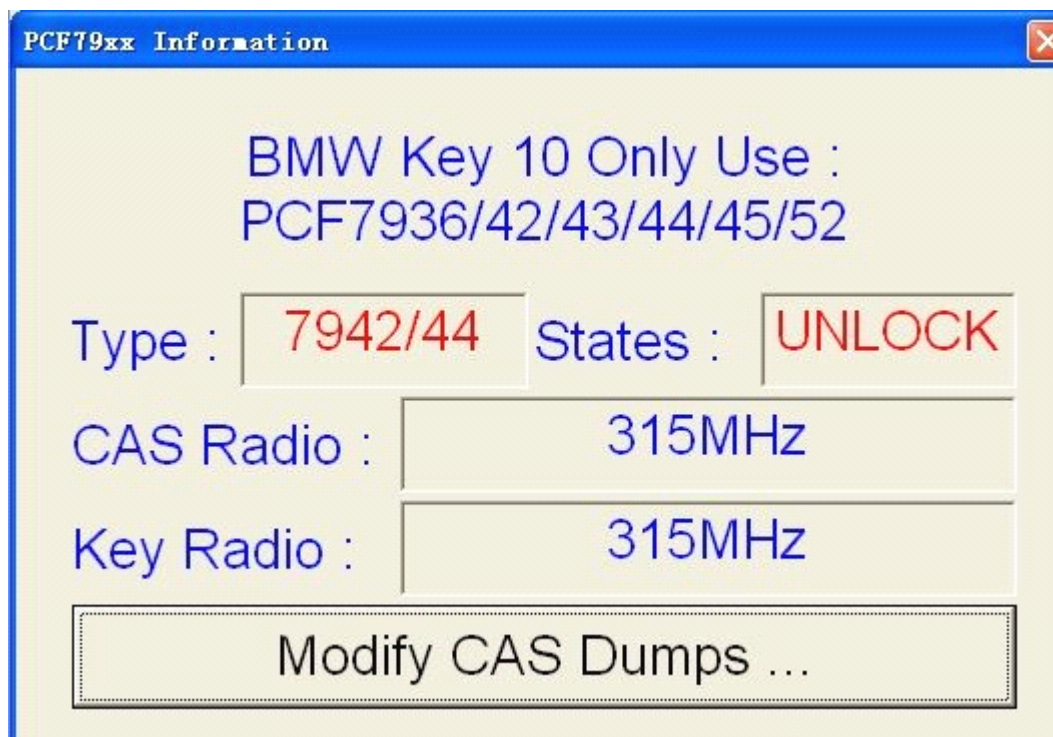 PCF79xx Information
BMW Key 10 Only Use :
PCF7936/42/43/44/45/52
Type : 7942/44 States : UNLOCK
CAS Radio : 315MHz
Key Radio : 315MHz
Modify CAS Dumps ...